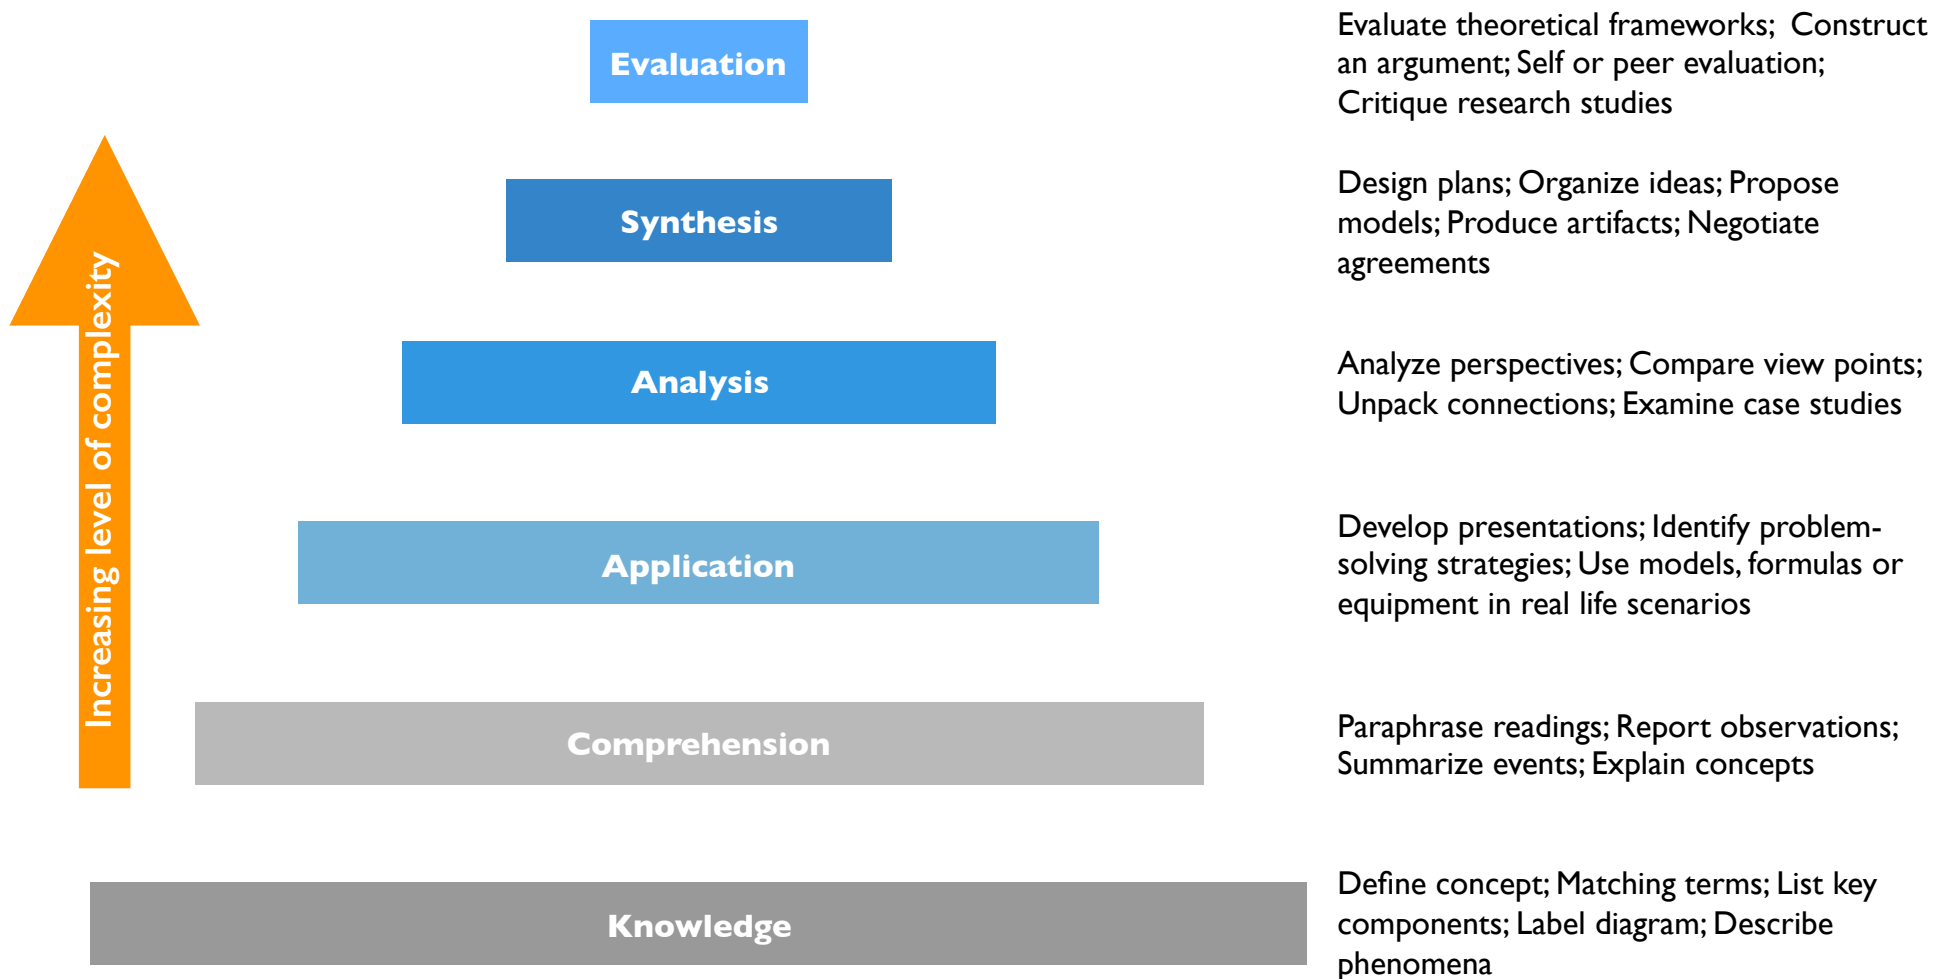 Evaluation
Evaluate theoretical frameworks;  Construct
an argument; Self or peer evaluation;
Critique research studies
Synthesis
Design plans; Organize ideas; Propose
models; Produce artifacts; Negotiate
agreements
Increasing level of complexity
Analysis
Analyze perspectives; Compare view points;
Unpack connections; Examine case studies
Application
Develop presentations; Identify problem-
solving strategies; Use models, formulas or
equipment in real life scenarios
Comprehension
Paraphrase readings; Report observations;
Summarize events; Explain concepts
Knowledge
Define concept; Matching terms; List key
components; Label diagram; Describe
phenomena